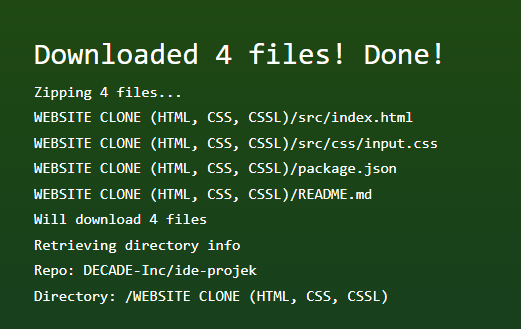 Downloaded 4 files! Done!
Zipping 4 files...
WEBSITE CLONE (HTML, CSS, CSSL)/src/index.html
WEBSITE CLONE (HTML, CSS, CSSL)/src/css/input.css
WEBSITE CLONE (HTML, CSS, CSSL)/package.json
WEBSITE CLONE (HTML, CSS, CSSL)/README.md
Will download 4 files
Retrieving directory info
Repo: DECADE-Inc/ide-projek
Directory: /WEBSITE CLONE (HTML, CSS, CSSL)